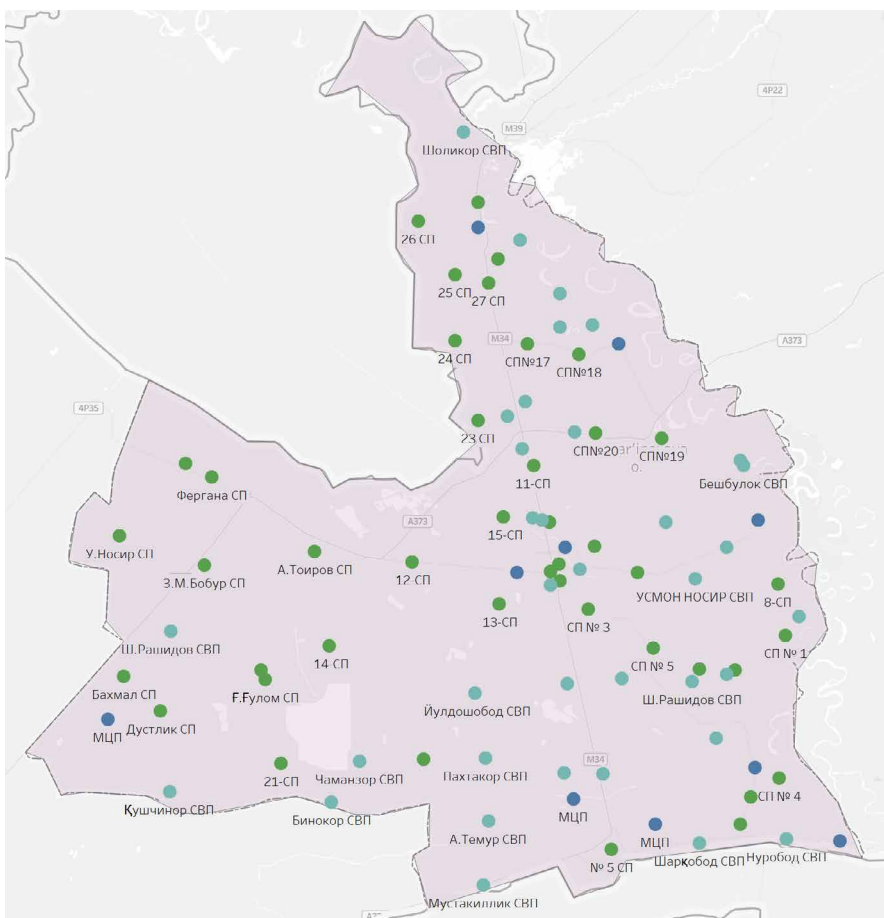 4P22
M39
Шоликор СВП
26 СП
25 СП
27 СП
M34
A373
24 СП
СП№17
СП№18
4P35
23 СП
СП№20
СП№19
о.
11-СП
Бешбулок СВП
Фергана СП
A373
15-СП
У.Носир СП
А.Тоиров СП
12-СП
З.М.Бобур СП
УСМОН НОСИР СВП
8-СП
13-СП
СП № 3
Ш.Рашидов СВП
14 СП
СП № 5
СП № 1
Бахмал СП
Ғ.Ғулом СП
Ш.Рашидов СВП
Йулдошобод СВП
Дустлик СП
МЦП
21-СП
Чаманзор СВП
Пахтакор СВП
M34
СП № 4
Қушчинор СВП
МЦП
Бинокор СВП
А.Темур СВП
МЦП
№ 5 СП
Шарқобод СВП
Нуробод СВП
Мустакиллик СВП